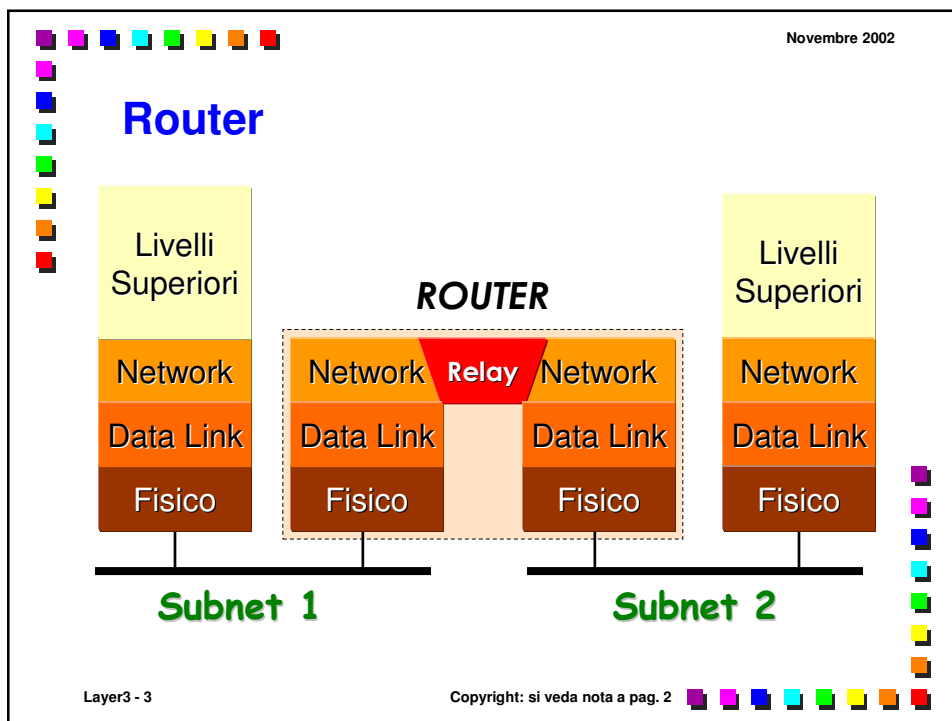 Novembre 2002
Router
Livelli
Superiori
Network
Data Link
Fisico
ROUTER
Network
Relay
Network
Data Link
Data Link
Fisico
Fisico
Livelli
Superiori
Network
Data Link
Fisico
Subnet 1
Subnet 2
Layer3 - 3
Copyright: si veda nota a pag. 2